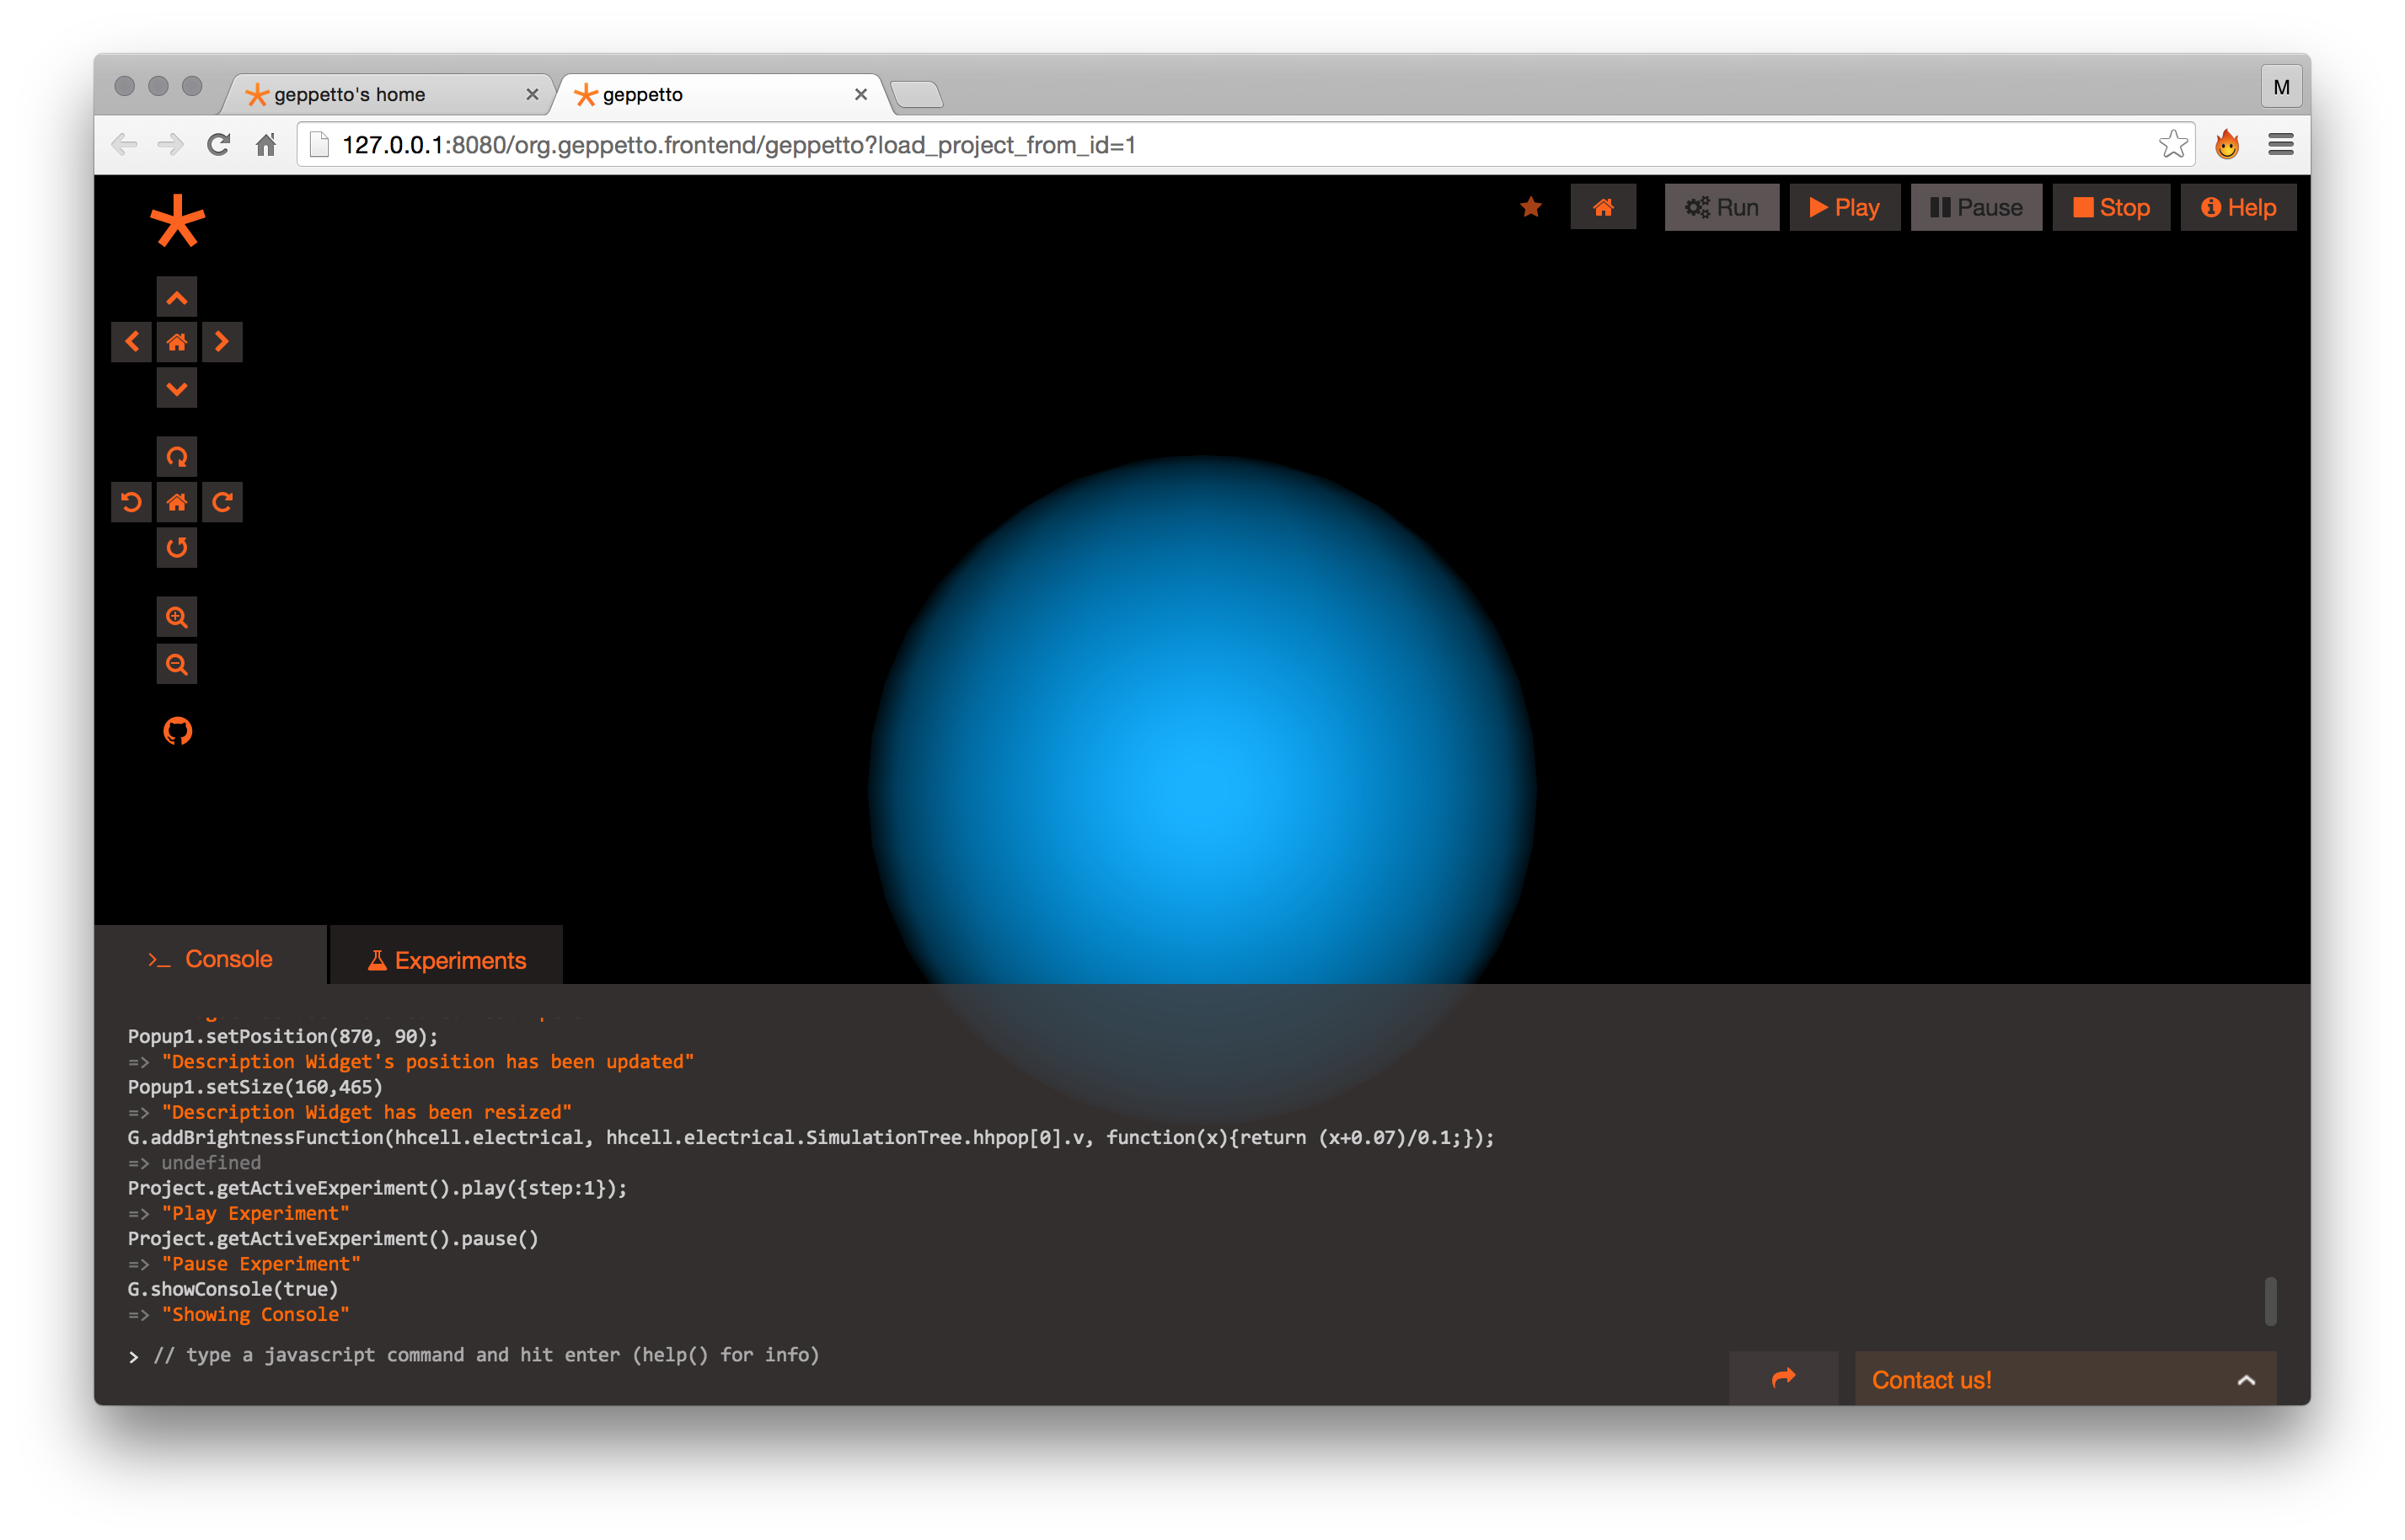 geppetto's home
geppetto
M
127.0.0.1:8080/org.geppetto.frontend/geppetto?load_project_from_id=1
Run
Play
Pause
Stop
Help
>_ Console
Experiments
Popup1.setPosition(870, 90);
=> "Description Widget's position has been updated"
Popup1.setSize(160,465)
=> "Description Widget has been resized"
G.addBrightnessFunction(hhcell.electrical, hhcell.electrical.SimulationTree.hhpop[0].v, function(x){return (x+0.07)/0.1;});
=> undefined
Project.getActiveExperiment().play({step:1});
=> "Play Experiment"
Project.getActiveExperiment().pause()
=> "Pause Experiment"
G.showConsole(true)
=> "Showing Console"
> // type a javascript command and hit enter (help() for info)
Contact us!